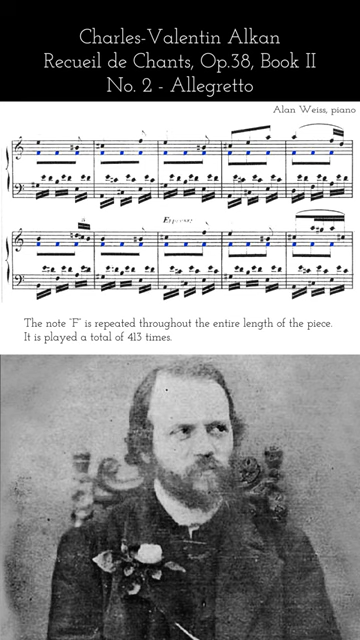 Charles-Valentin Alkan
Recueil de Chants, Op.38, Book II
No. 2 - Allegretto
Alan Weiss, piano
Espressivo
The note "F" is repeated throughout the entire length of the piece.
It is played a total of 413 times.